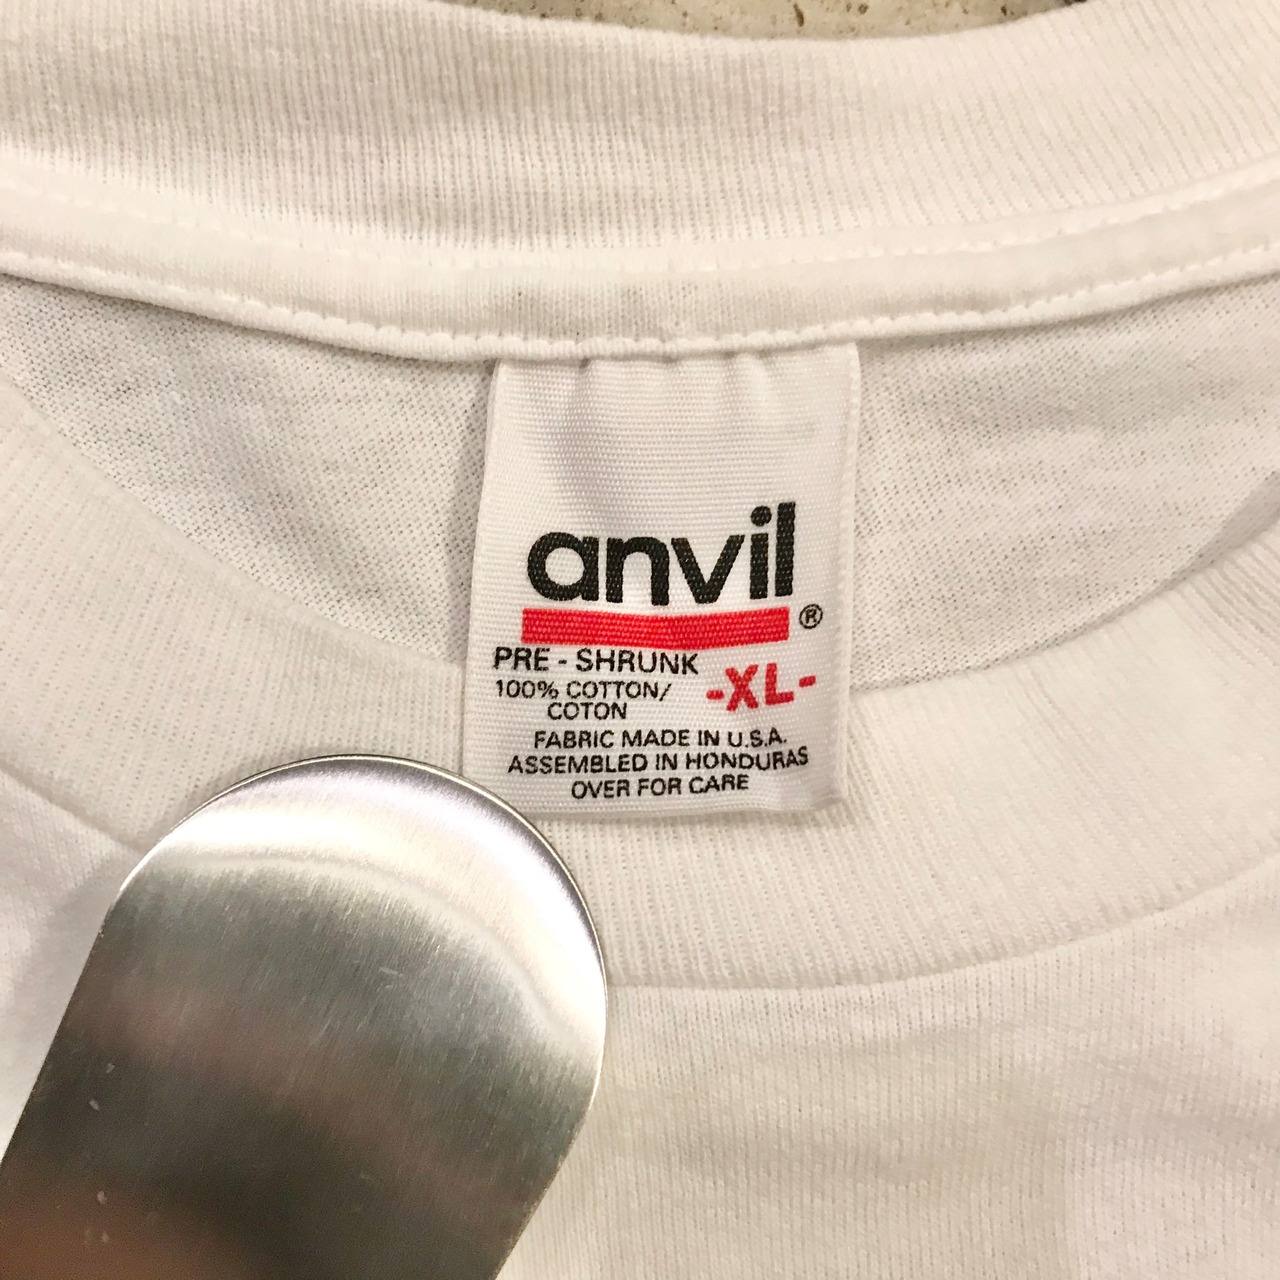 anvil®
PRE - SHRUNK
100% COTTON/
COTON
-XL-
FABRIC MADE IN U.S.A.
ASSEMBLED IN HONDURAS
OVER FOR CARE